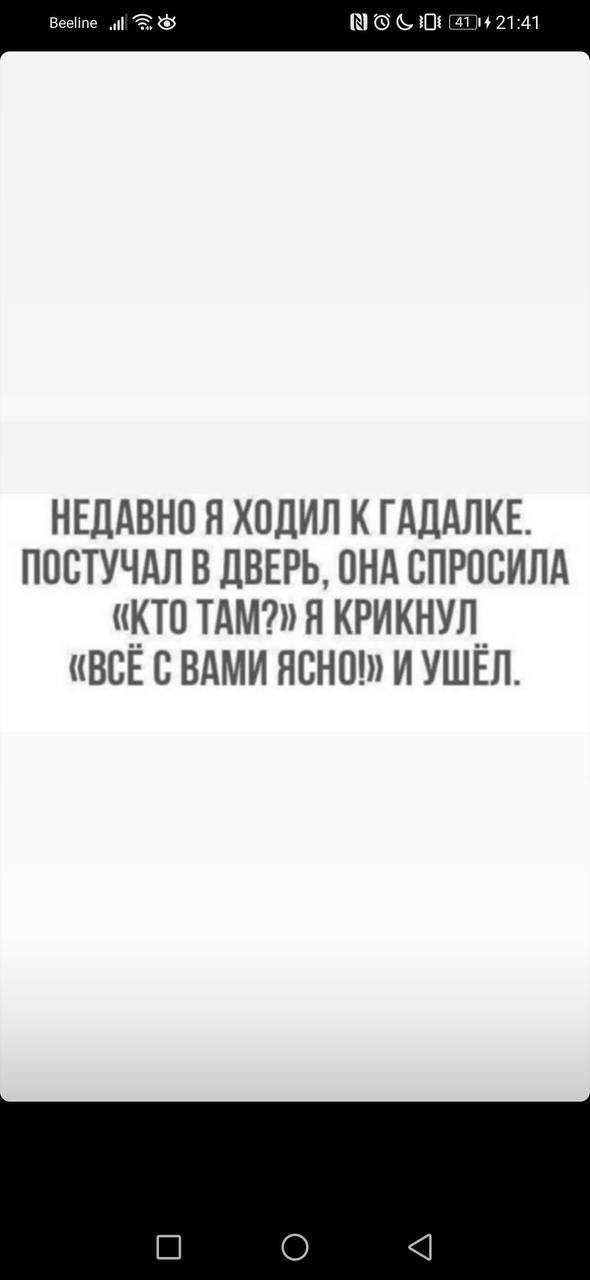 Beeline 41 21:41
НЕДАВНО Я ХОДИЛ К ГАДАЛКЕ.
ПОСТУЧАЛ В ДВЕРЬ, ОНА СПРОСИЛА
«КТО ТАМ?» Я КРИКНУЛ
«ВСЁ С ВАМИ ЯСНО!» И УШЁЛ.